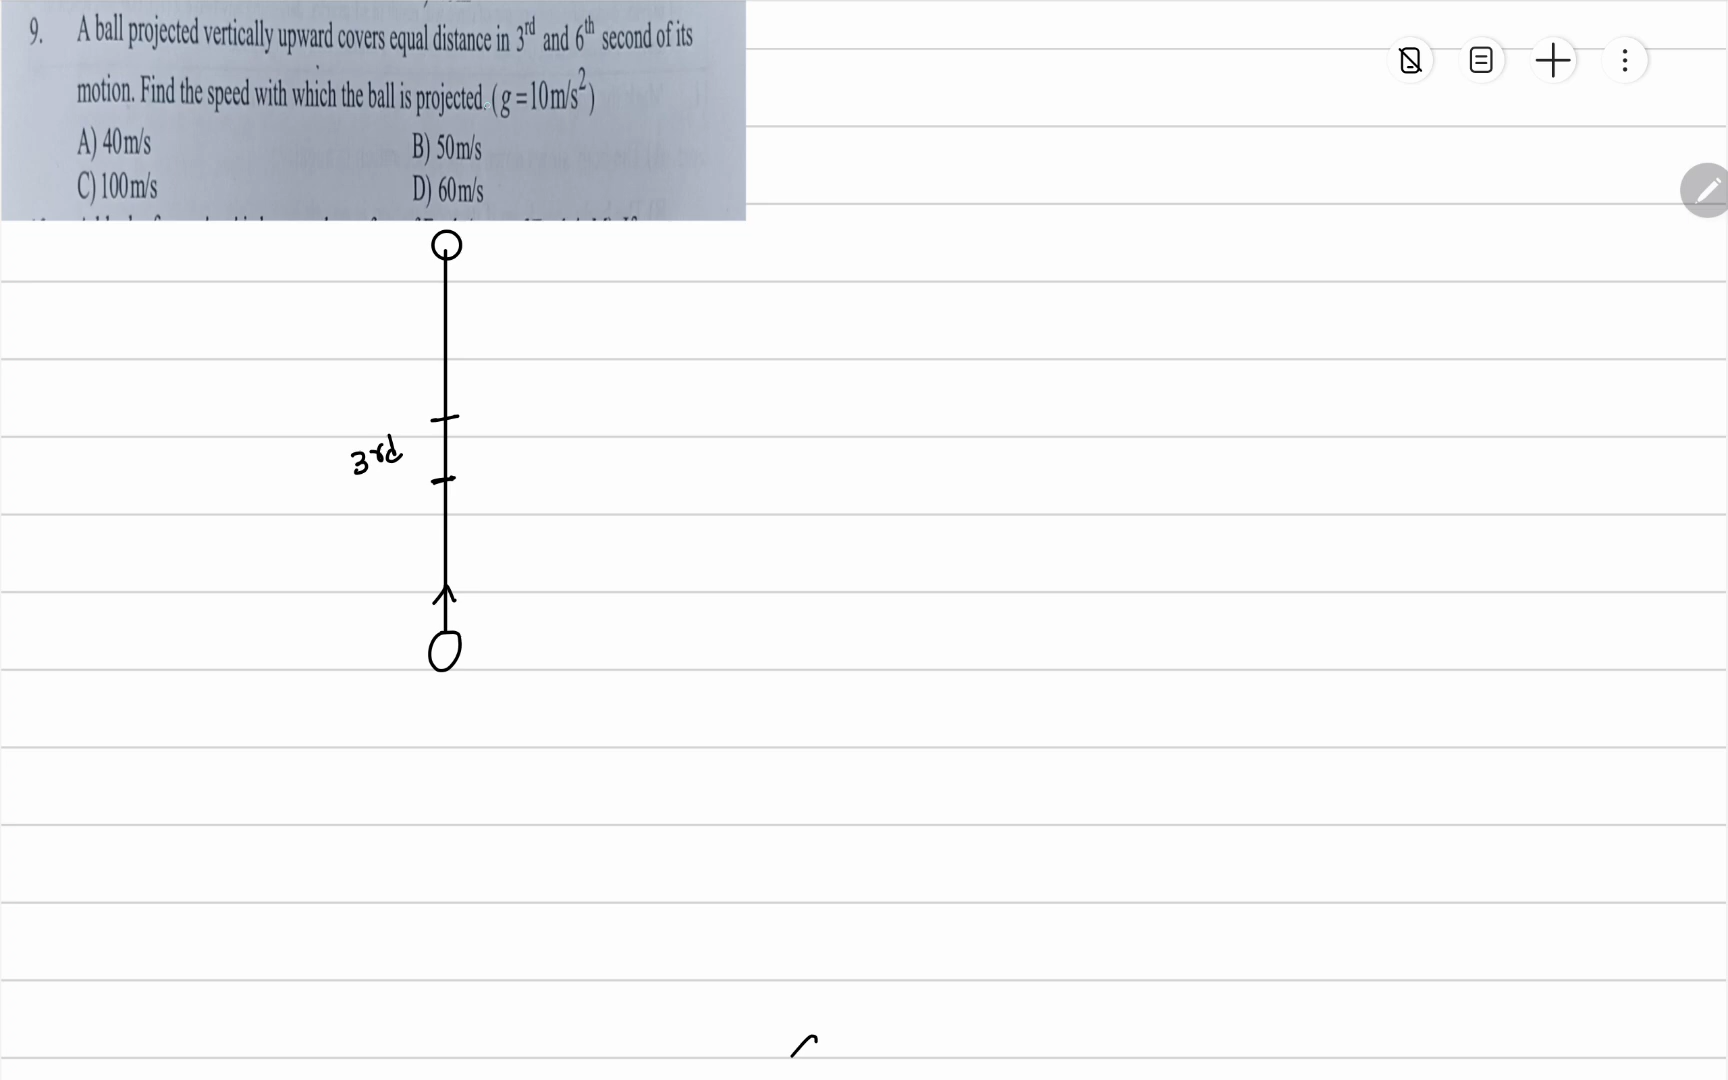 9. A ball projected vertically upward covers equal distance in 3rd and 6th second of its
motion. Find the speed with which the ball is projected. (g=10m/s²)
A) 40m/s B) 50m/s
C) 100m/s D) 60m/s
3rd